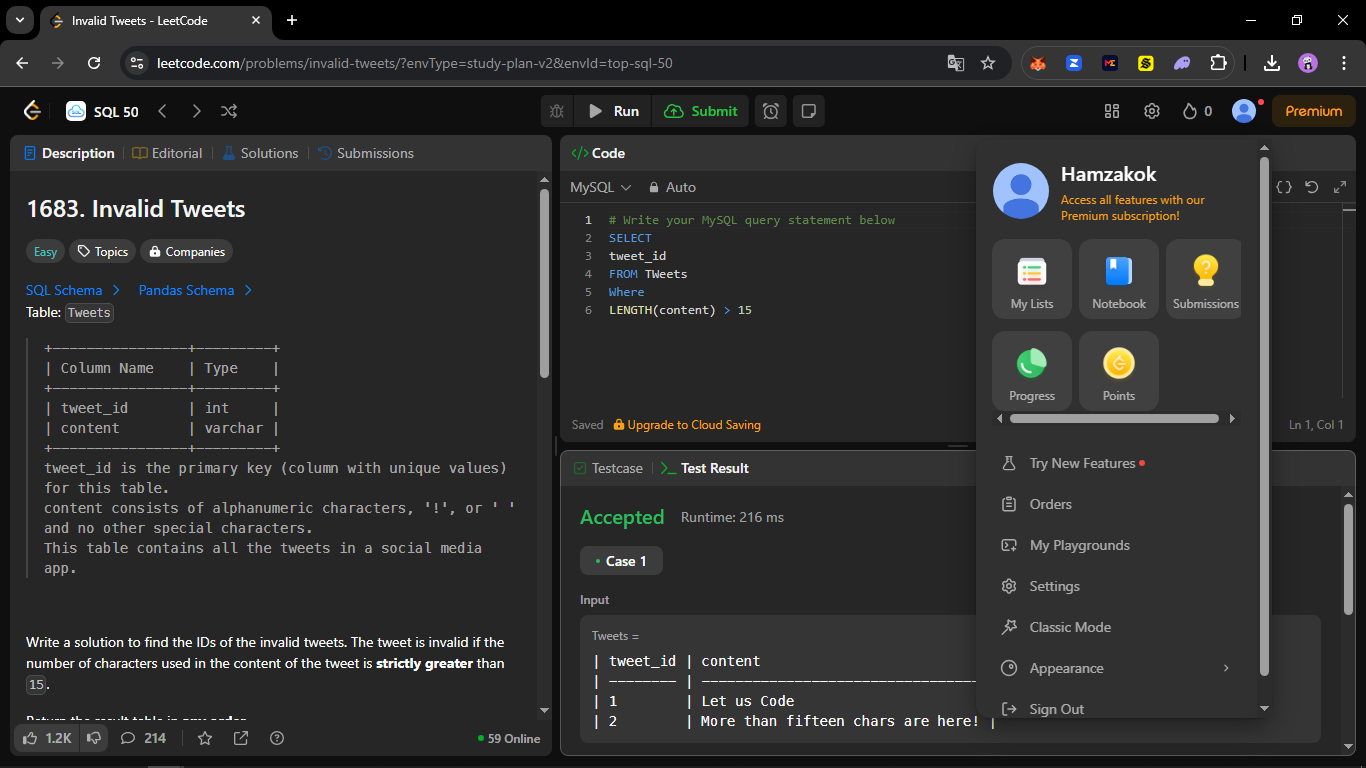 Invalid Tweets - LeetCode
leetcode.com/problems/invalid-tweets/?envType=study-plan-v2&envId=top-sql-50
SQL 50
Run
Submit
0
Premium
Description
Editorial
Solutions
Submissions
1683. Invalid Tweets
Easy
Topics
Companies
SQL Schema
Pandas Schema
Table: Tweets
+----------------+---------+
| Column Name    | Type    |
+----------------+---------+
| tweet_id       | int     |
| content        | varchar |
+----------------+---------+
tweet_id is the primary key (column with unique values)
for this table.
content consists of alphanumeric characters, '!', or ' '
and no other special characters.
This table contains all the tweets in a social media
app.
Write a solution to find the IDs of the invalid tweets. The tweet is invalid if the
number of characters used in the content of the tweet is strictly greater than
15.
Return the result table in any order.
1.2K
214
59 Online
Code
MySQL
Auto
1 # Write your MySQL query statement below
2 SELECT
3 tweet_id
4 FROM TWeets
5 Where
6 LENGTH(content) > 15
Saved
Upgrade to Cloud Saving
Ln 1, Col 1
Testcase
Test Result
Accepted
Runtime: 216 ms
Case 1
Input
Tweets =
| tweet_id | content
| -------- | ---------------------------------
| 1        | Let us Code
| 2        | More than fifteen chars are here! |
Hamzakok
Access all features with our
Premium subscription!
My Lists
Notebook
Submissions
Progress
Points
Try New Features
Orders
My Playgrounds
Settings
Classic Mode
Appearance
Sign Out